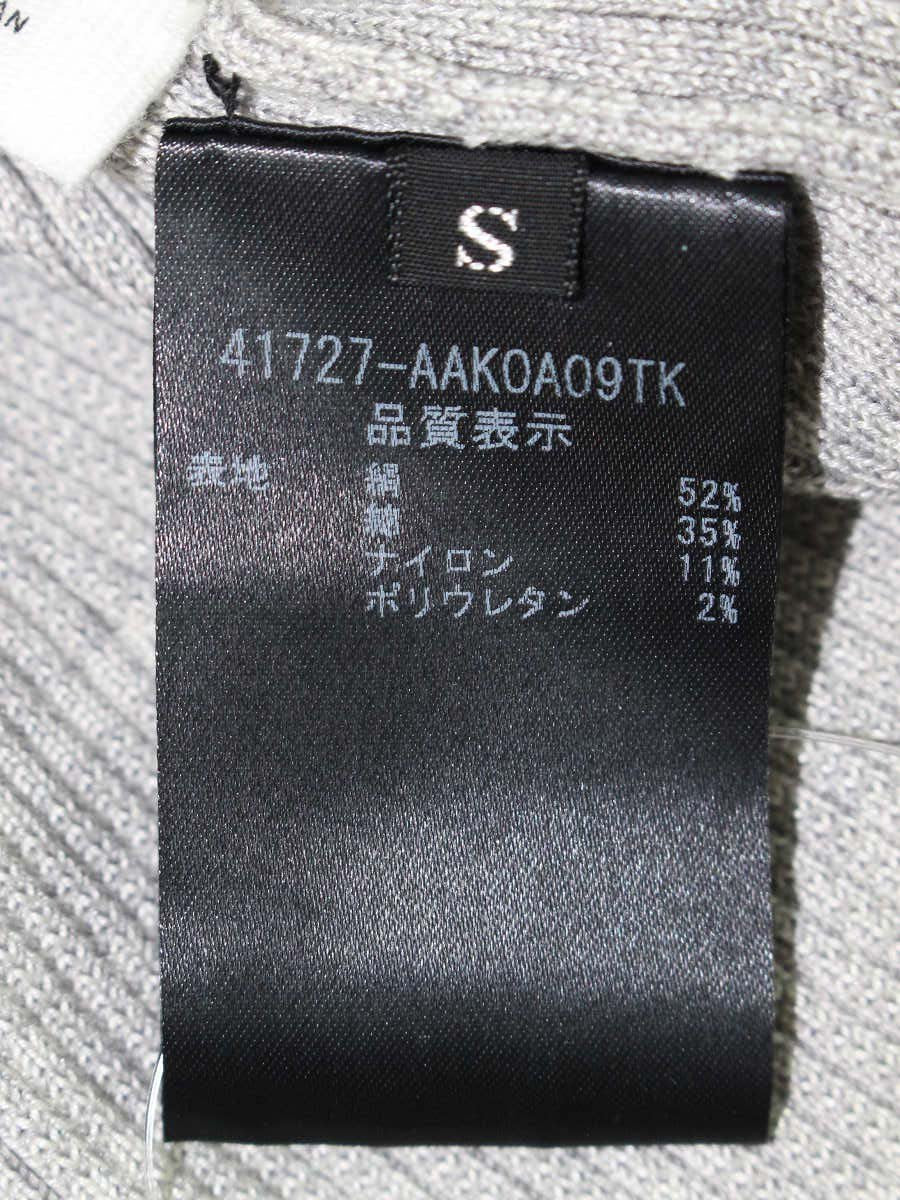 AN
S
41727-AAK0A09TK
品質表示
表地 絹 52%
綿 35%
ナイロン 11%
ポリウレタン 2%